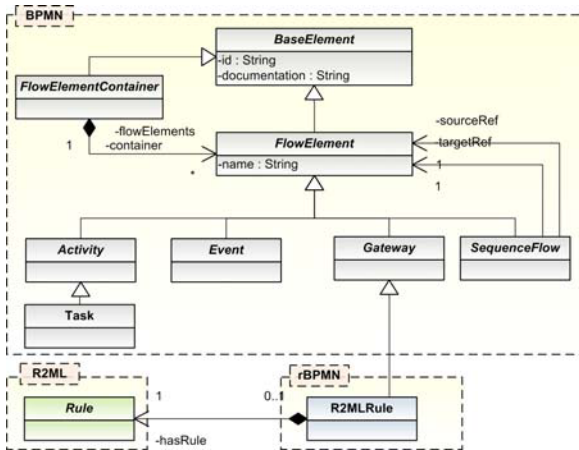 BPMN
BaseElement
-id : String
-documentation : String
FlowElementContainer
-flowElements
-container
1
*
FlowElement
-name : String
-sourceRef
-targetRef
1
1
Activity
Event
Gateway
SequenceFlow
Task
R2ML
rBPMN
Rule
1
0..1
R2MLRule
-hasRule